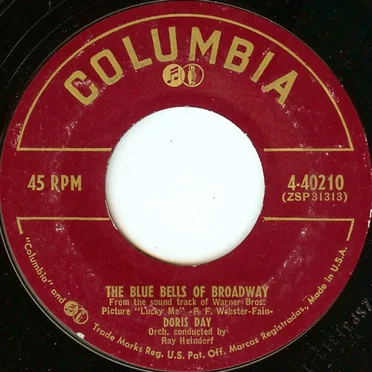 COLUMBIA
45 RPM
4-40210
(ZSP31313)
THE BLUE BELLS OF BROADWAY
From the sound track of Warner Bros.
Picture "Lucky Me" -P. F. Webster-Fain-
DORIS DAY
Orch. conducted by
Ray Heindorf
"Columbia" and Trade Marks Reg. U.S. Pat. Off. Marcas Registradas, Made in U.S.A.